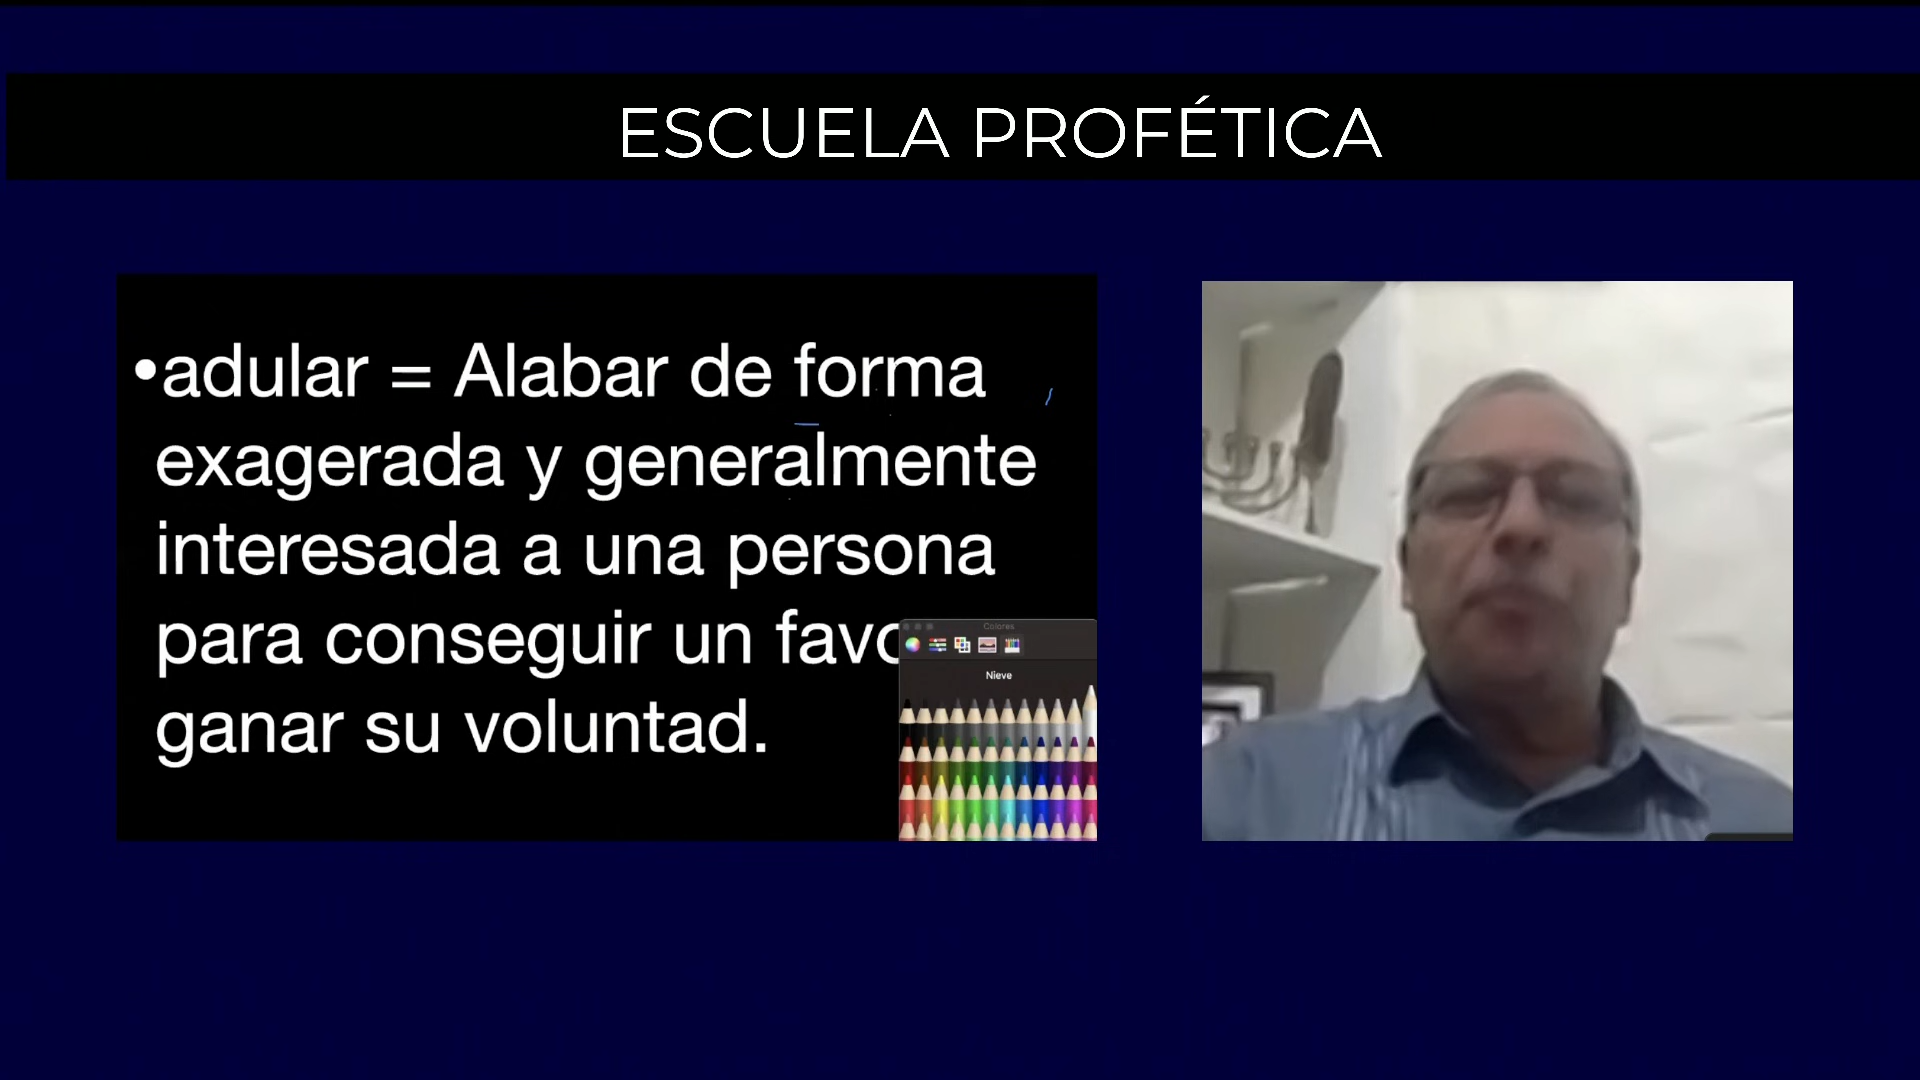 ESCUELA PROFÉTICA
•adular = Alabar de forma
exagerada y generalmente
interesada a una persona
para conseguir un
ganar su voluntad.
Colores
Nieve